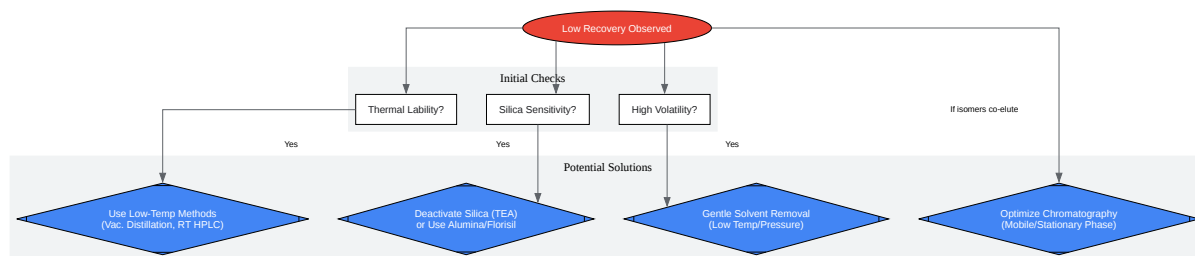 Low Recovery Observed
Initial Checks
Thermal Lability?
Silica Sensitivity?
High Volatility?
If isomers co-elute
Yes
Yes
Yes
Potential Solutions
Use Low-Temp Methods
(Vac. Distillation, RT HPLC)
Deactivate Silica (TEA)
or Use Alumina/Florisil
Gentle Solvent Removal
(Low Temp/Pressure)
Optimize Chromatography
(Mobile/Stationary Phase)